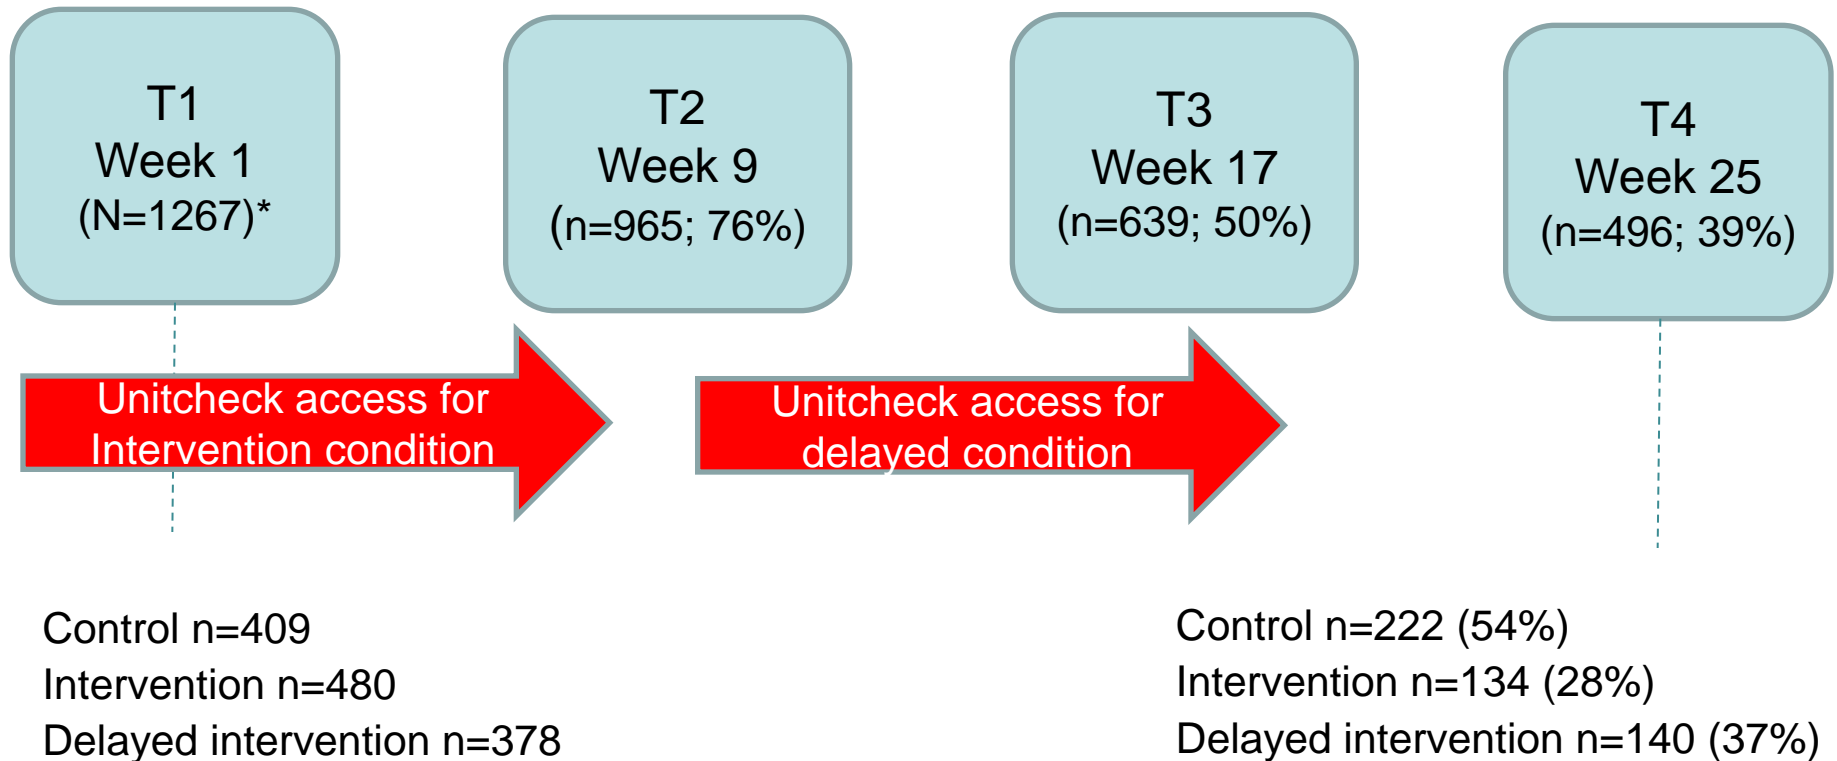 T1
Week 1
(N=1267)*
T2
Week 9
(n=965; 76%)
T3
Week 17
(n=639; 50%)
T4
Week 25
(n=496; 39%)
Unitcheck access for
Intervention condition
Unitcheck access for
delayed condition
Control n=409
Intervention n=480
Delayed intervention n=378
Control n=222 (54%)
Intervention n=134 (28%)
Delayed intervention n=140 (37%)